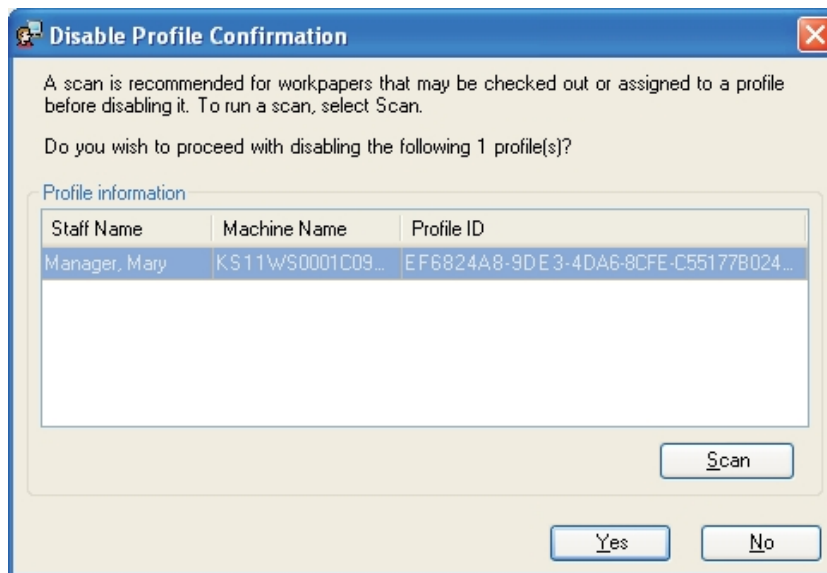 Disable Profile Confirmation
A scan is recommended for workpapers that may be checked out or assigned to a profile
before disabling it. To run a scan, select Scan.
Do you wish to proceed with disabling the following 1 profile(s)?
Profile information
Staff Name Machine Name Profile ID
Manager, Mary KS11WS0001C09... EF6824A8-9DE3-4DA6-8CFE-C55177B024...
Scan
Yes No